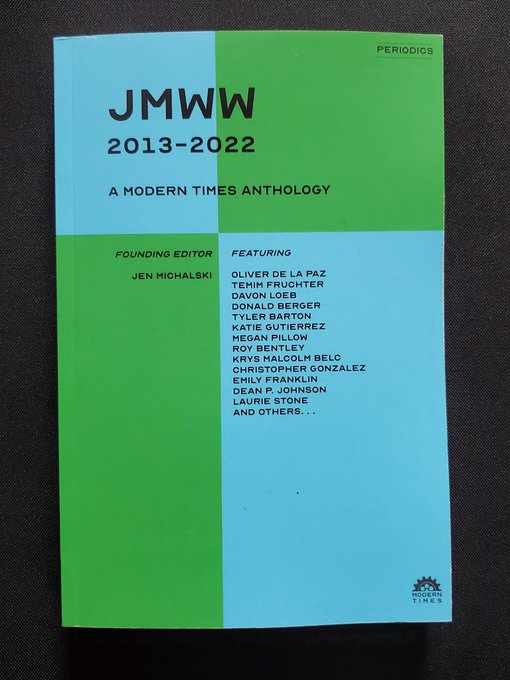 PERIODICS
JMWW
2013-2022
A MODERN TIMES ANTHOLOGY
FOUNDING EDITOR
JEN MICHALSKI
FEATURING
OLIVER DE LA PAZ
TEMIM FRUCHTER
DAVON LOEB
DONALD BERGER
TYLER BARTON
KATIE GUTIERREZ
MEGAN PILLOW
ROY BENTLEY
KRYS MALCOLM BELC
CHRISTOPHER GONZALEZ
EMILY FRANKLIN
DEAN P. JOHNSON
LAURIE STONE
AND OTHERS...
MODERN
TIMES